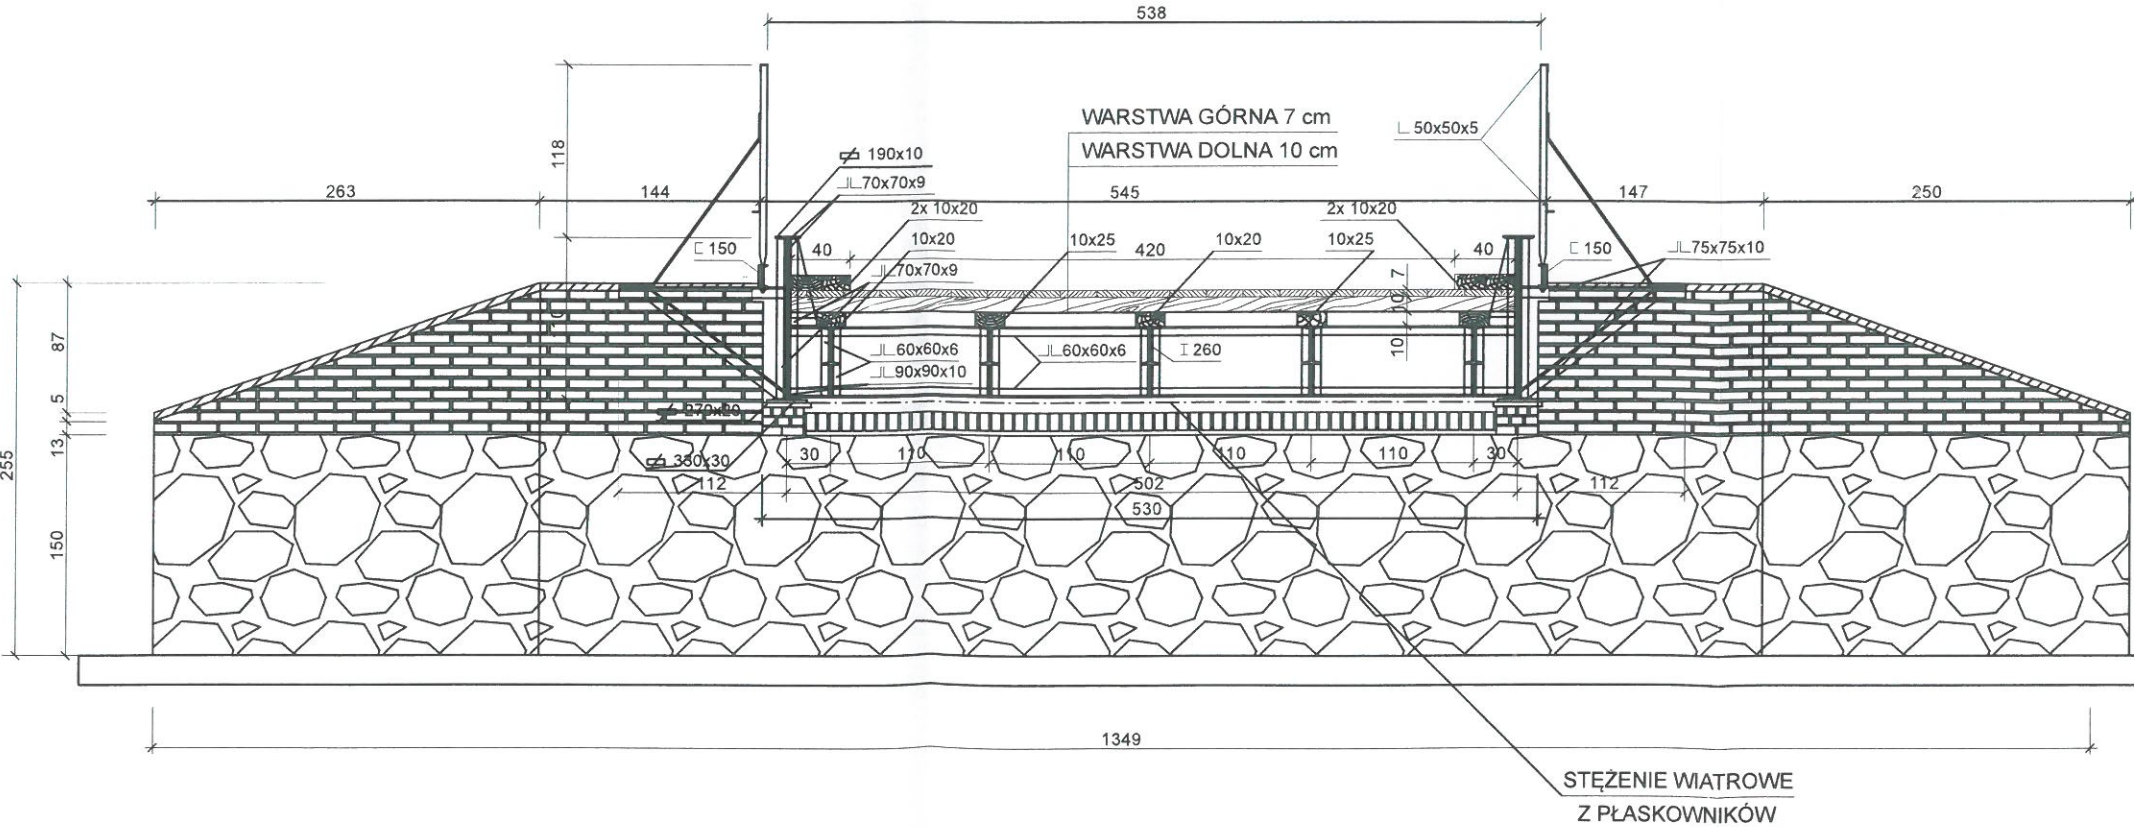 538
WARSTWA GÓRNA 7 cm
WARSTWA DOLNA 10 cm
∟ 50x50x5
118
190x10
⅃L 70x70x9
263
144
545
147
250
2x 10x20
2x 10x20
⊏ 150
40
10x20
10x25
420
10x20
10x25
40
⊏ 150
⅃L 75x75x10
⅃L 70x70x9
7
10
87
⅃L 60x60x6
⅃L 60x60x6
I 260
10
⅃L 90x90x10
5
270x20
13
255
330x30
30
110
110
110
110
30
112
502
112
530
150
1349
STĘŻENIE WIATROWE
Z PŁASKOWNIKÓW